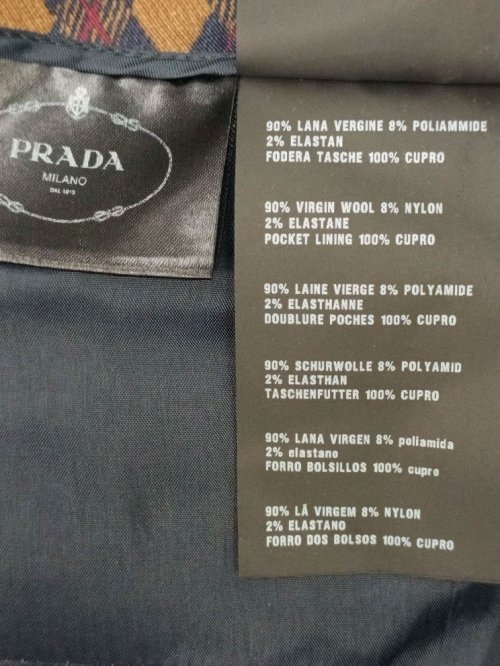 PRADA
MILANO
DAL 1913
90% LANA VERGINE 8% POLIAMMIDE
2% ELASTAN
FODERA TASCHE 100% CUPRO
90% VIRGIN WOOL 8% NYLON
2% ELASTANE
POCKET LINING 100% CUPRO
90% LAINE VIERGE 8% POLYAMIDE
2% ELASTHANNE
DOUBLURE POCHES 100% CUPRO
90% SCHURWOLLE 8% POLYAMID
2% ELASTHAN
TASCHENFUTTER 100% CUPRO
90% LANA VIRGEN 8% poliamida
2% elastano
FORRO BOLSILLOS 100% cupro
90% LÃ VIRGEM 8% NYLON
2% ELASTANO
FORRO DOS BOLSOS 100% CUPRO